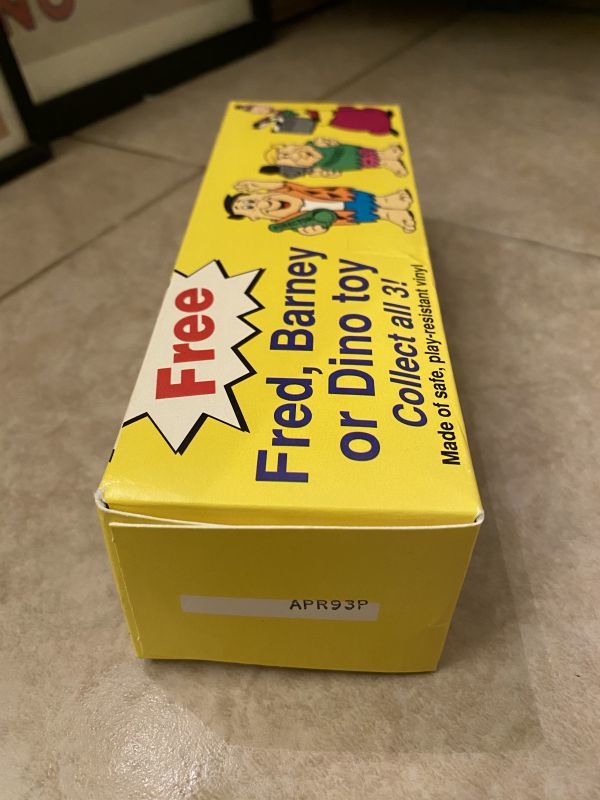 Free
Fred, Barney
or Dino toy
Collect all 3!
Made of safe, play-resistant vinyl
APR93P